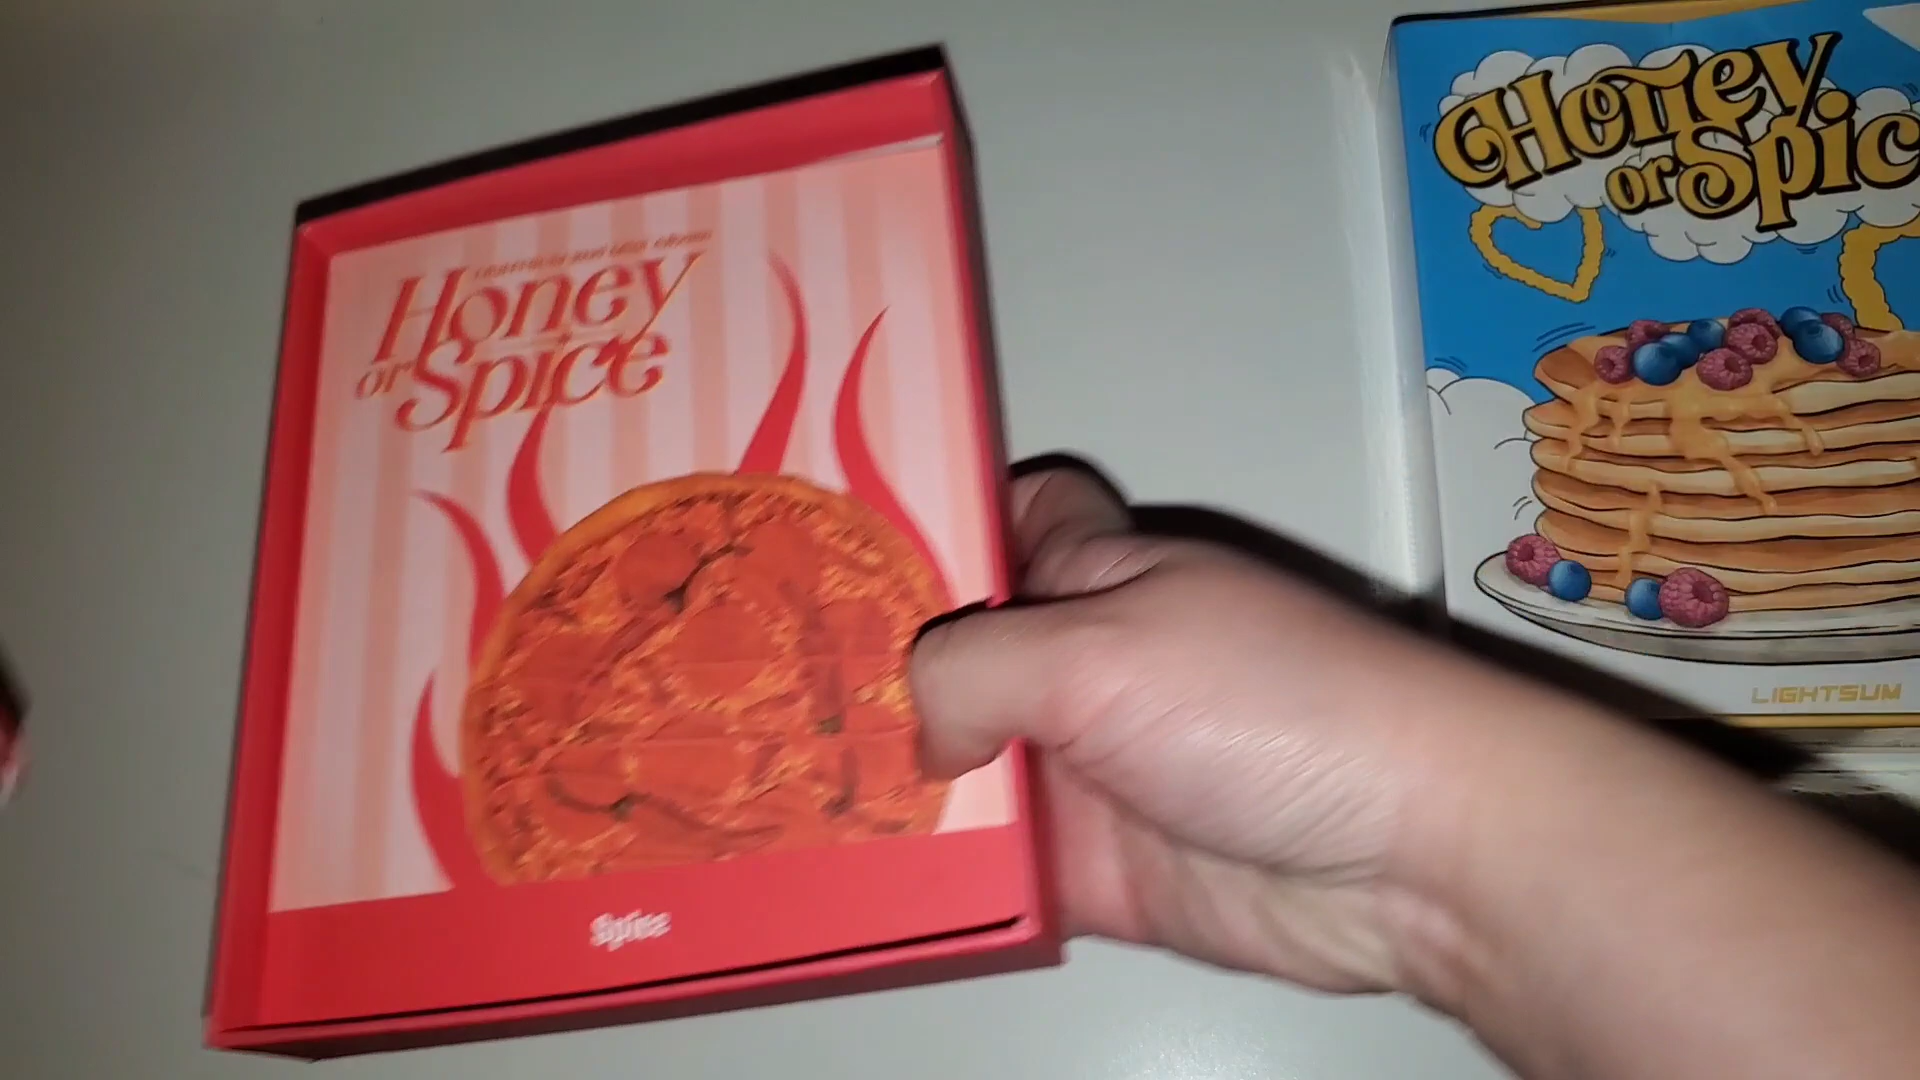 Honey
or Spice
Spice
Honey
or Spic
LIGHTSUM